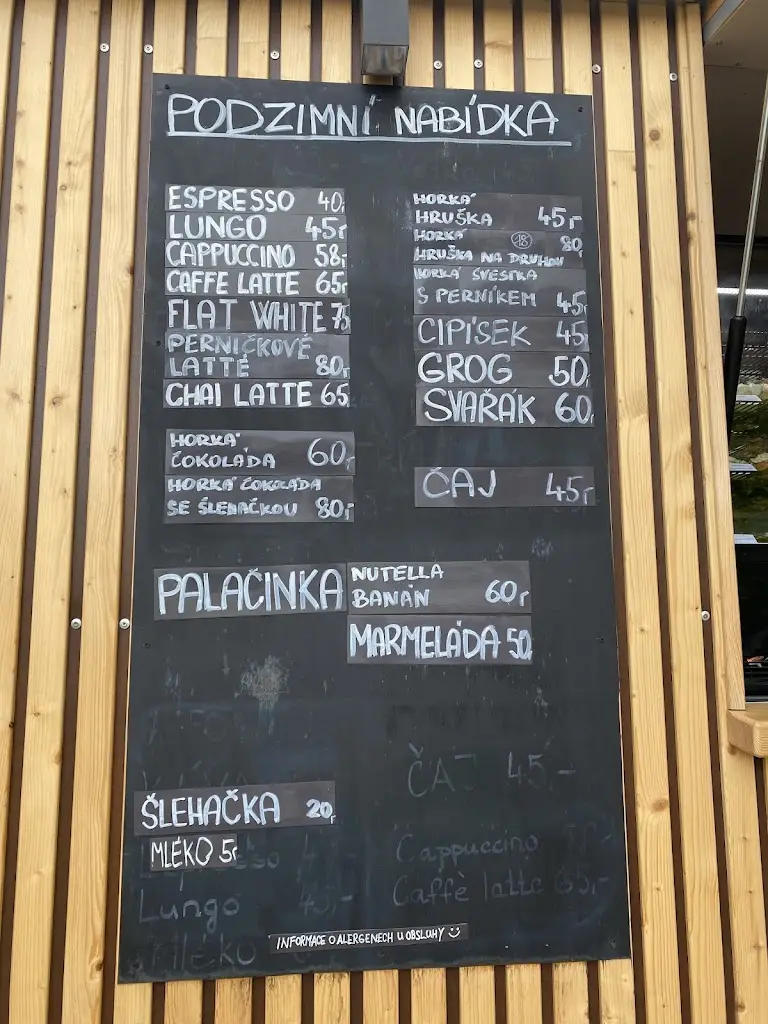 PODZIMNÍ NABÍDKA
ESPRESSO 40,-
LUNGO 45,-
CAPPUCCINO 58,-
CAFFE LATTE 65,-
FLAT WHITE 75
PERNÍČKOVÉ
LATTÉ 80,-
CHAI LATTE 65
HORKÁ
ČOKOLÁDA 60,-
HORKÁ ČOKOLÁDA
SE ŠLEHAČKOU 80,-
HORKÁ
HRUŠKA 45,-
HORKÁ 18 80,-
HRUŠKA NA DRUHOU
HORKÁ ŠVESTKA
S PERNÍKEM 45,-
CIPÍSEK 45
GROG 50,
SVAŘÁK 60,
ČAJ 45,-
PALAČINKA
NUTELLA
BANÁN 60,-
MARMELÁDA 50,
ČAJ 45,-
ŠLEHAČKA 20,
MLÉKO 5,-
Cappuccino
Lungo 45,-
Caffè latte 65,-
MLÉKO
INFORMACE O ALERGENECH U OBSLUHY